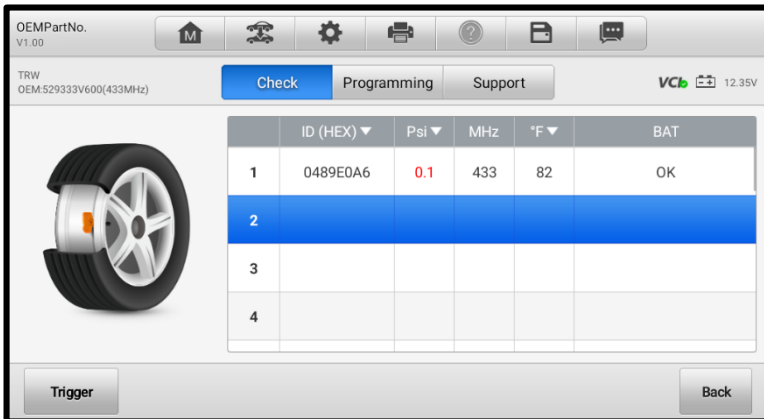 OEMPartNo.
V1.00
M
?
TRW
OEM:529333V600(433MHz)
Check Programming Support
VCI 12.35V
ID (HEX) ▼ Psi ▼ MHz °F ▼ BAT
1 0489E0A6 0.1 433 82 OK
2
3
4
Trigger Back